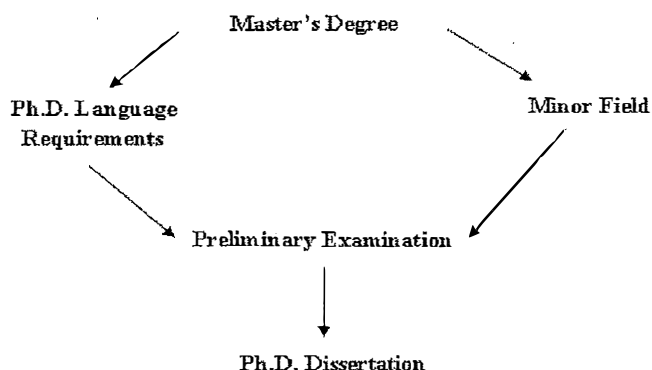 Master's Degree
Ph.D. Language
Requirements
Minor Field
Preliminary Examination
Ph.D. Dissertation